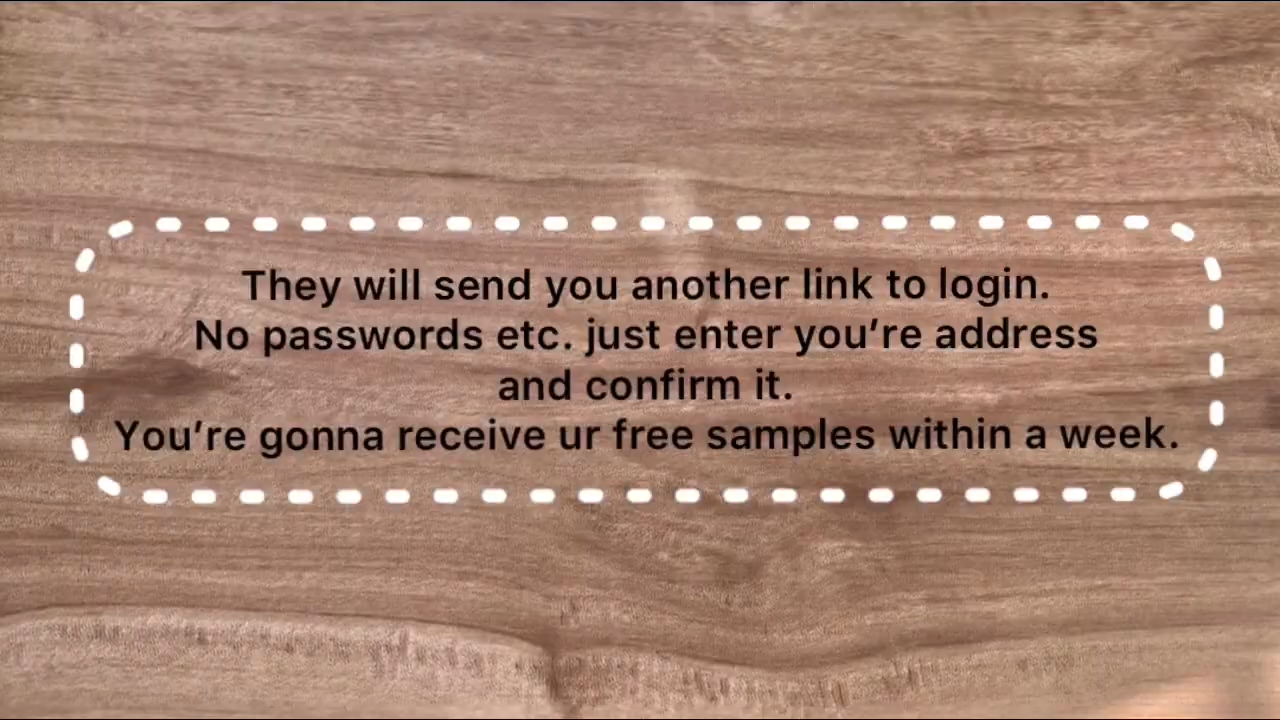 They will send you another link to login.
No passwords etc. just enter you’re address
and confirm it.
You’re gonna receive ur free samples within a week.